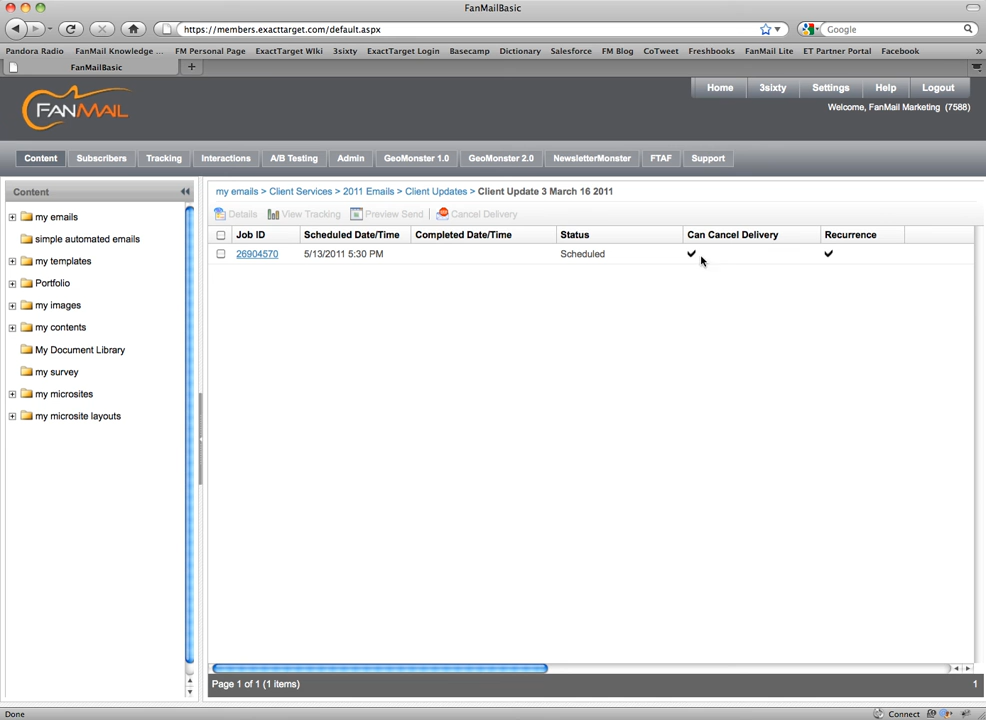 FanMailBasic
https://members.exacttarget.com/default.aspx
Google
Pandora Radio FanMail Knowledge ... FM Personal Page ExactTarget WIki 3sixty ExactTarget Login Basecamp Dictionary Salesforce FM Blog CoTweet Freshbooks FanMail Lite ET Partner Portal Facebook »
FanMailBasic
FANMAIL
Home 3sixty Settings Help Logout
Welcome, FanMail Marketing (7588)
Content Subscribers Tracking Interactions A/B Testing Admin GeoMonster 1.0 GeoMonster 2.0 NewsletterMonster FTAF Support
Content
my emails > Client Services > 2011 Emails > Client Updates > Client Update 3 March 16 2011
Details View Tracking Preview Send Cancel Delivery
Job ID Scheduled Date/Time Completed Date/Time Status Can Cancel Delivery Recurrence
26904570 5/13/2011 5:30 PM Scheduled
my emails
simple automated emails
my templates
Portfolio
my images
my contents
My Document Library
my survey
my microsites
my microsite layouts
Page 1 of 1 (1 items) 1
Done Connect